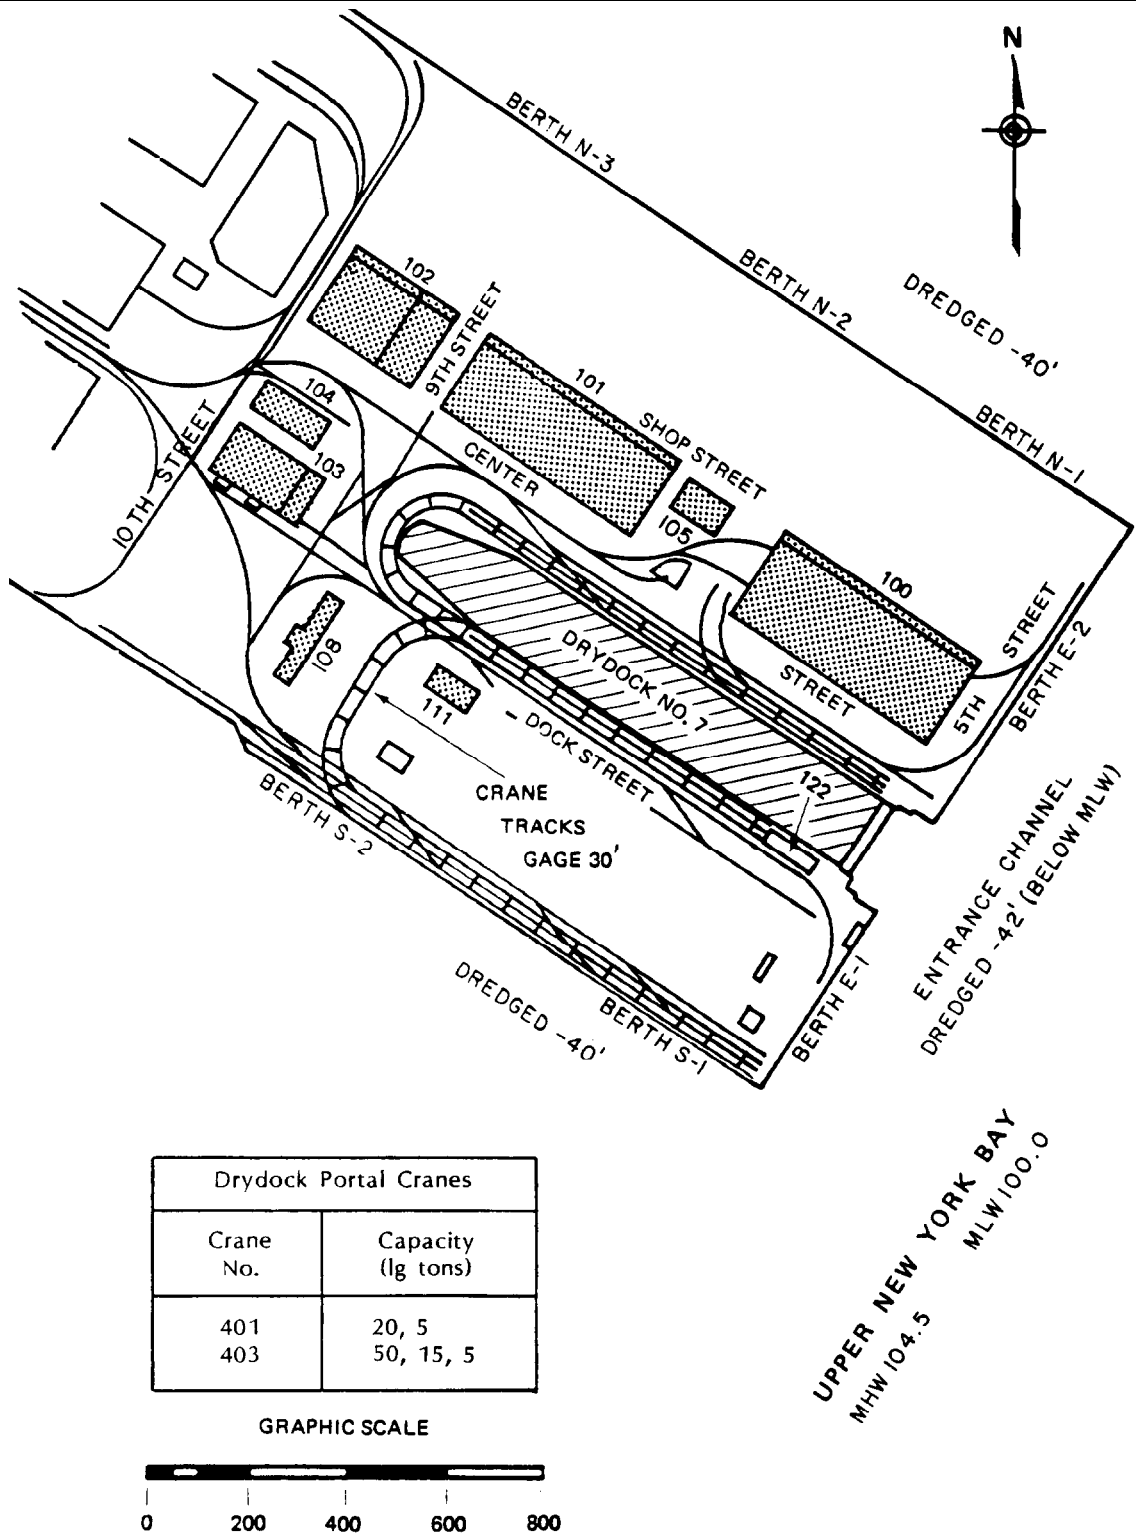 N
BERTH N-3
BERTH N-2
DREDGED -40'
BERTH N-1
102
9TH STREET
101
SHOP STREET
104
103
CENTER
105
10TH STREET
100
STREET
BERTH E-2
5TH
DRYDOCK NO. 7
STREET
108
111
DOCK STREET
122
CRANE
TRACKS
GAGE 30'
BERTH S-2
ENTRANCE CHANNEL
DREDGED -42' (BELOW MLW)
DREDGED -40'
BERTH S-1
BERTH E-1
UPPER NEW YORK BAY
MLW 100.0
MHW 104.5
Drydock Portal Cranes
Crane Capacity
No. (lg tons)
401 20, 5
403 50, 15, 5
GRAPHIC SCALE
0 200 400 600 800